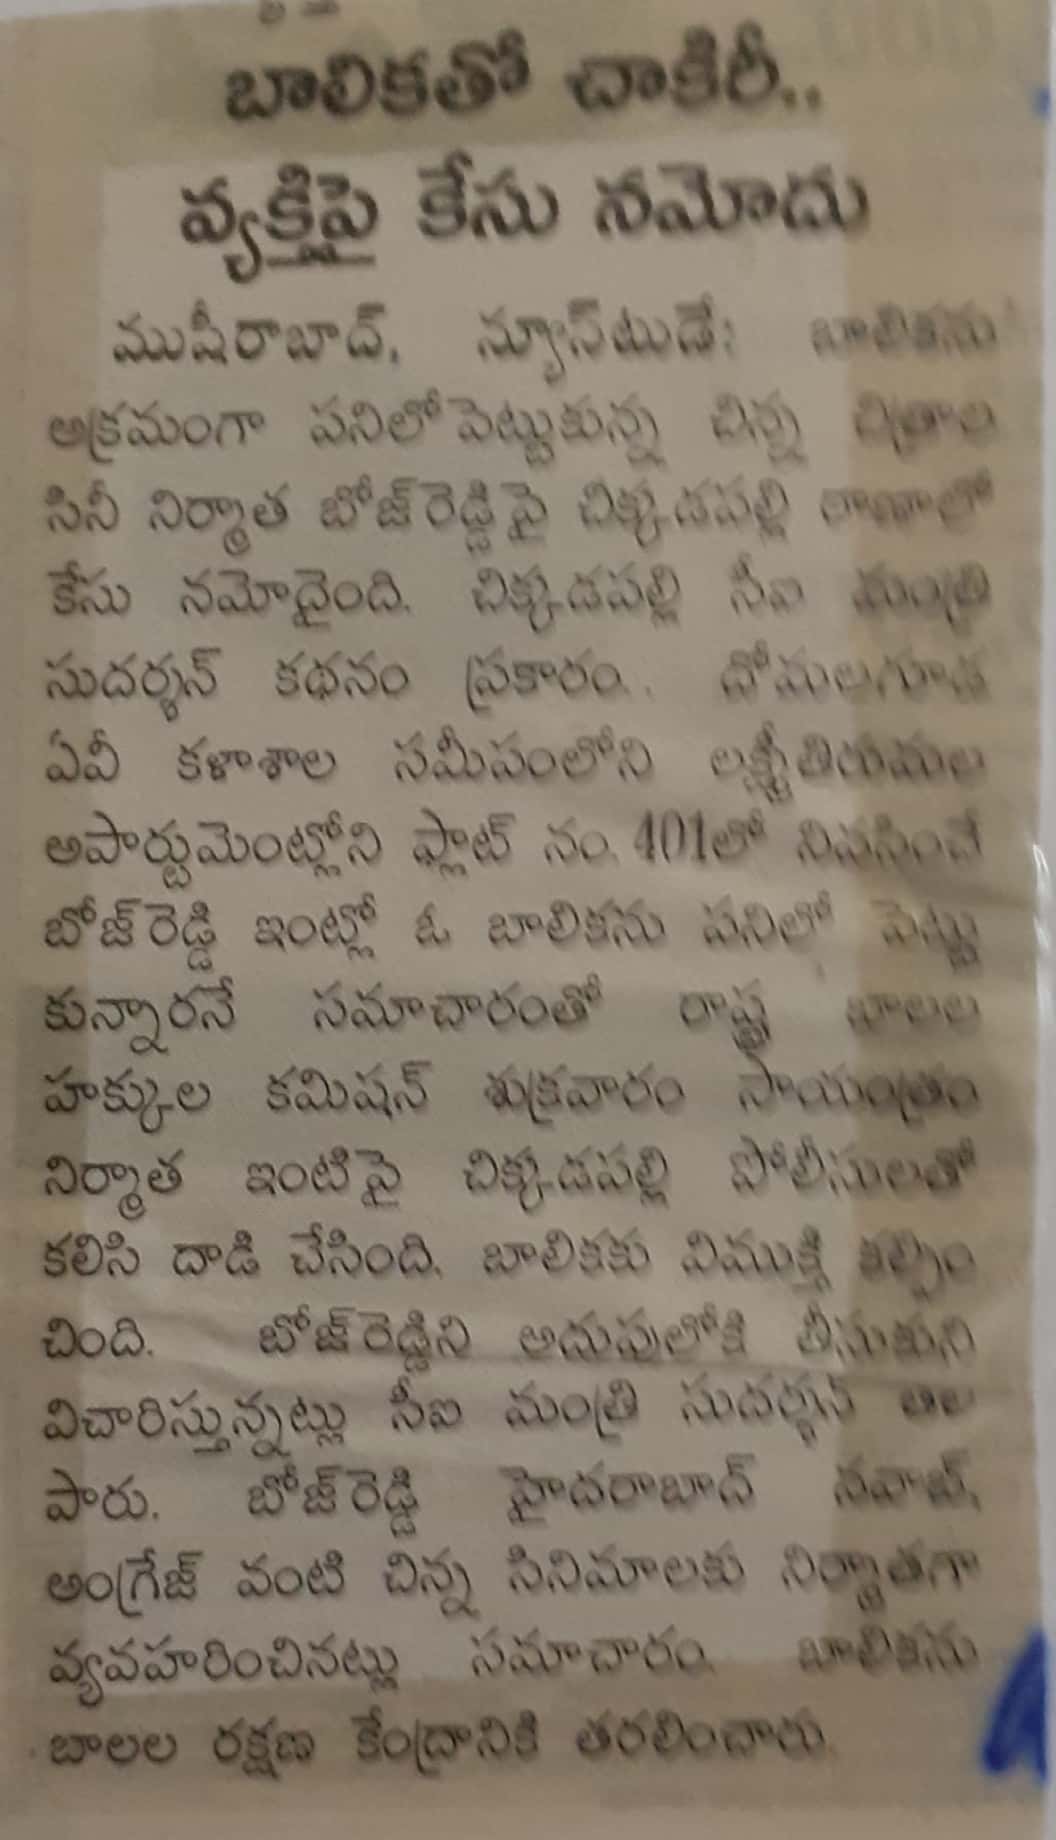 బాలికతో చాకిరీ..
వ్యక్తిపై కేసు నమోదు
ముషీరాబాద్, న్యూస్‌టుడే: బాలికను
అక్రమంగా పనిలో పెట్టుకున్న చిన్న చిత్రాల
సినీ నిర్మాత బోజ్‌రెడ్డిపై చిక్కడపల్లి ఠాణాలో
కేసు నమోదైంది. చిక్కడపల్లి సీఐ మంత్రి
సుదర్శన్ కథనం ప్రకారం.. దోమలగూడ
ఏవీ కళాశాల సమీపంలోని లక్ష్మీతిరుమల
అపార్టుమెంట్లోని ఫ్లాట్ నం. 401లో నివసించే
బోజ్‌రెడ్డి ఇంట్లో ఓ బాలికను పనిలో పెట్టు
కున్నారనే సమాచారంతో రాష్ట్ర బాలల
హక్కుల కమిషన్ శుక్రవారం సాయంత్రం
నిర్మాత ఇంటిపై చిక్కడపల్లి పోలీసులతో
కలిసి దాడి చేసింది. బాలికకు విముక్తి కల్పిం
చింది. బోజ్‌రెడ్డిని అదుపులోకి తీసుకుని
విచారిస్తున్నట్లు సీఐ మంత్రి సుదర్శన్ తెలి
పారు. బోజ్‌రెడ్డి హైదరాబాద్ నవాబ్,
అంగ్రేజ్ వంటి చిన్న సినిమాలకు నిర్మాతగా
వ్యవహరించినట్లు సమాచారం. బాలికను
బాలల రక్షణ కేంద్రానికి తరలించారు.